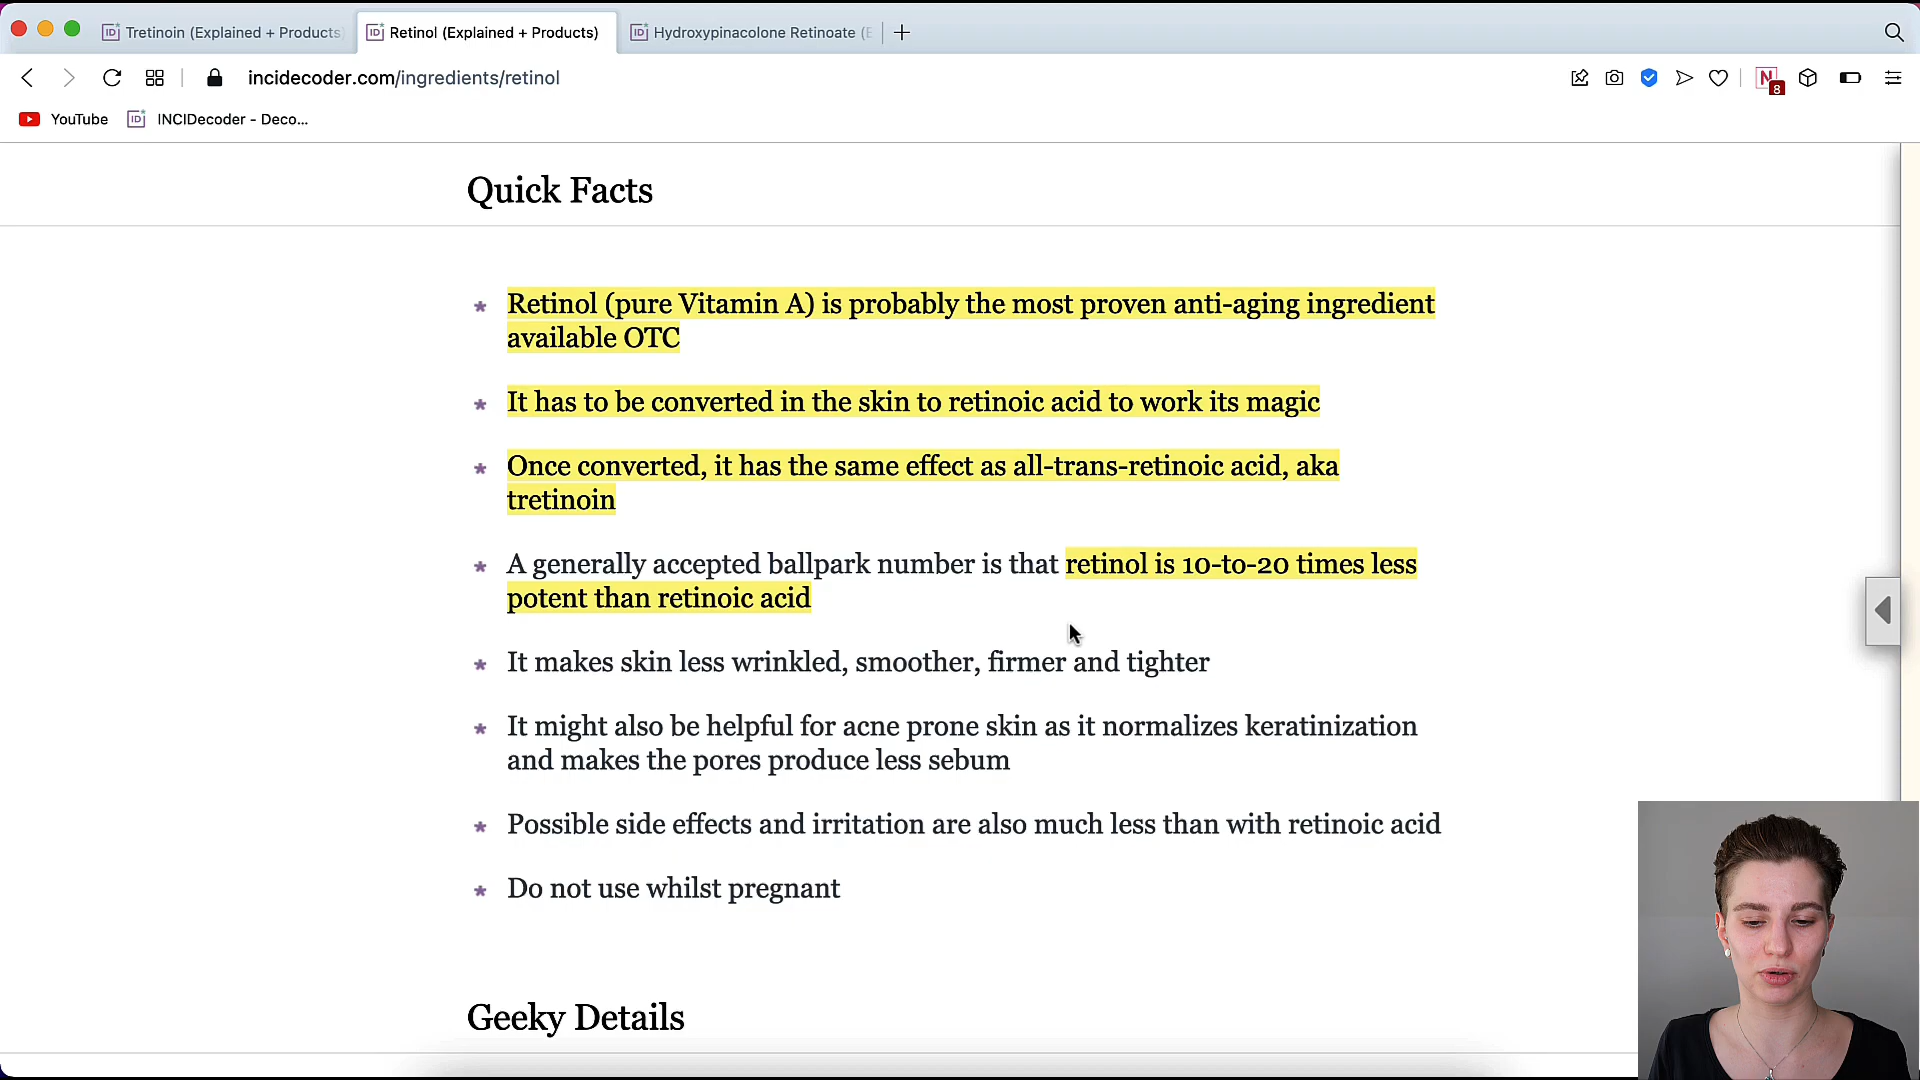 Tretinoin (Explained + Products)
Retinol (Explained + Products)
Hydroxypinacolone Retinoate (E
incidecoder.com/ingredients/retinol
N
8
YouTube
INCIDecoder - Deco...
Quick Facts
* Retinol (pure Vitamin A) is probably the most proven anti-aging ingredient
available OTC
* It has to be converted in the skin to retinoic acid to work its magic
* Once converted, it has the same effect as all-trans-retinoic acid, aka
tretinoin
* A generally accepted ballpark number is that retinol is 10-to-20 times less
potent than retinoic acid
* It makes skin less wrinkled, smoother, firmer and tighter
* It might also be helpful for acne prone skin as it normalizes keratinization
and makes the pores produce less sebum
* Possible side effects and irritation are also much less than with retinoic acid
* Do not use whilst pregnant
Geeky Details